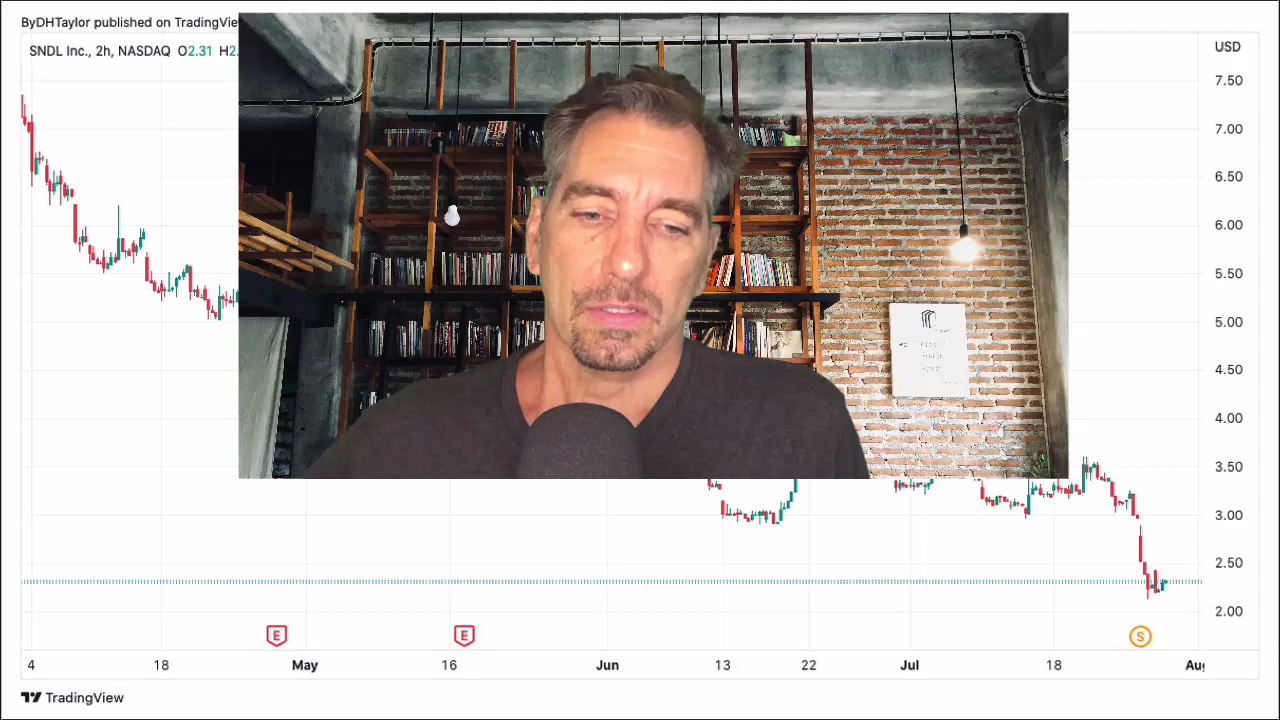 ByDHTaylor published on TradingView
SNDL Inc., 2h, NASDAQ O2.31 H2.
USD
7.50
7.00
6.50
6.00
5.50
5.00
4.50
4.00
3.50
3.00
2.50
2.00
E
E
S
4 18 May 16 Jun 13 22 Jul 18 Aug
TradingView